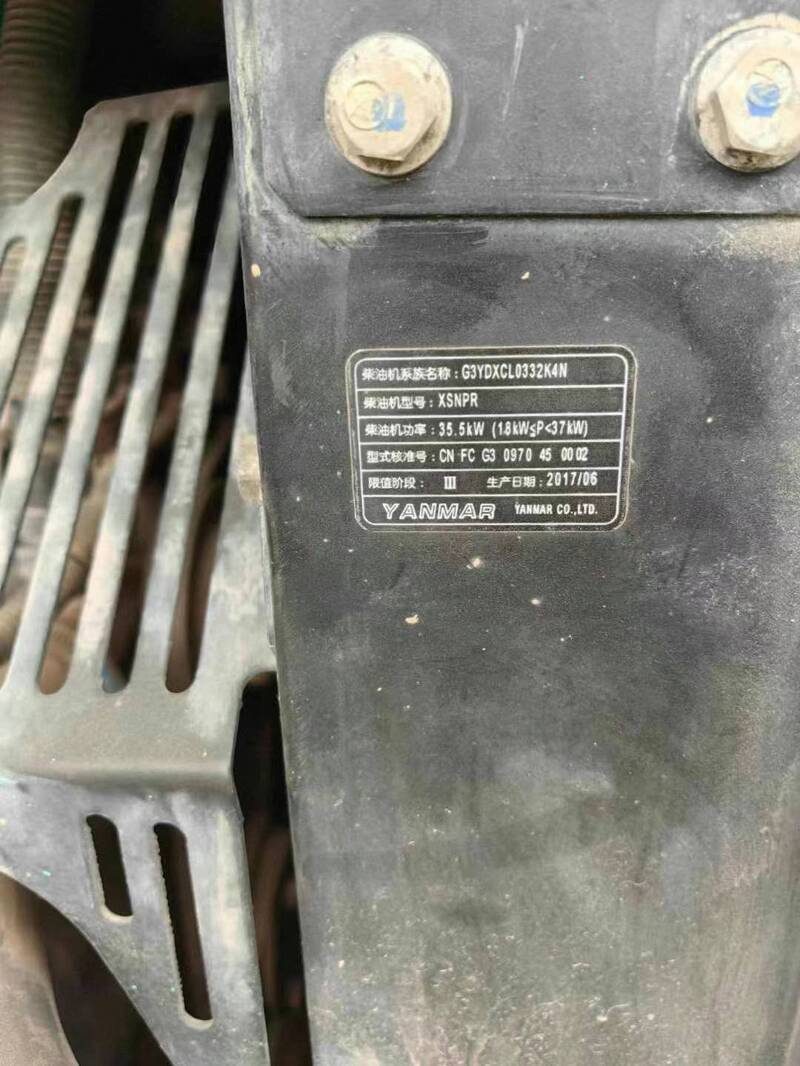 柴油机系族名称：G3YDXCL0332K4N
柴油机型号：XSNPR
柴油机功率：35.5kW (18kW≤P<37kW)
型式核准号：CN FC G3 0970 45 0002
限值阶段： III 生产日期：2017/06
YANMAR YANMAR CO.,LTD.